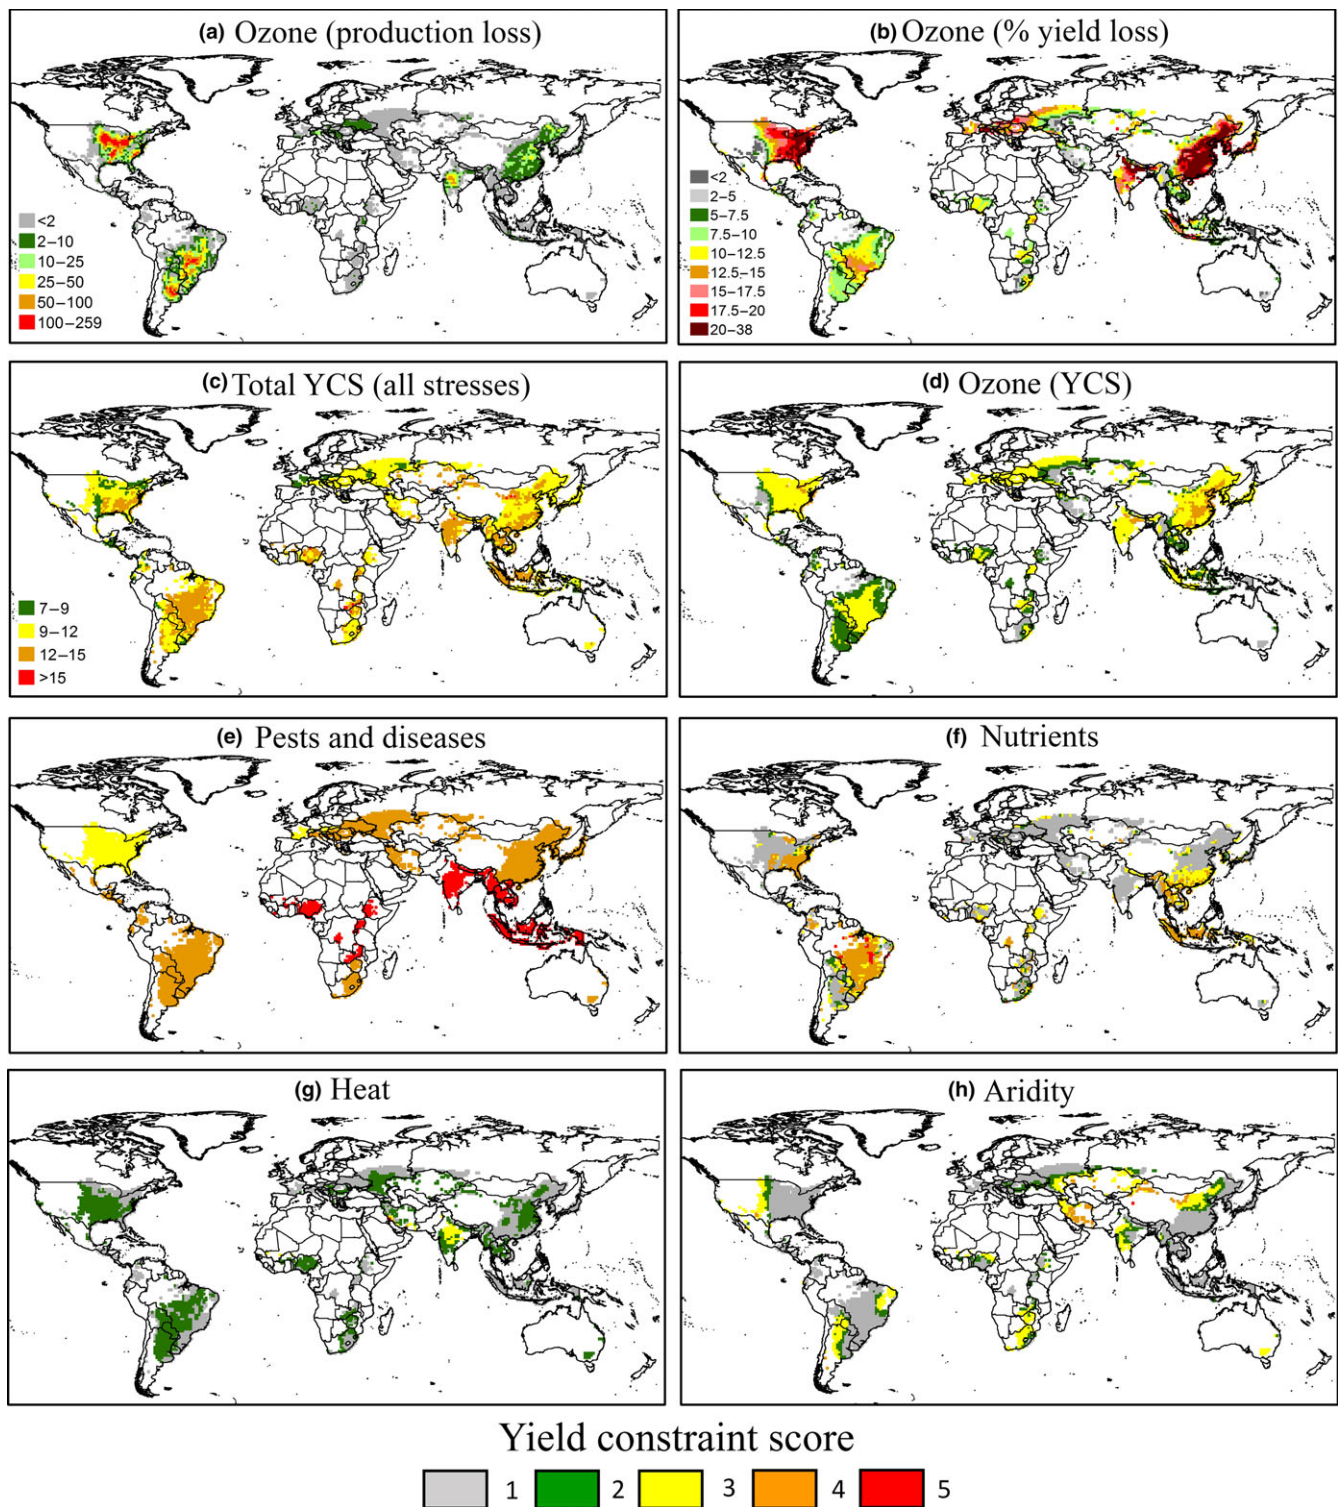 (a) Ozone (production loss)
<2
2–10
10–25
25–50
50–100
100–259
(b) Ozone (% yield loss)
<2
2–5
5–7.5
7.5–10
10–12.5
12.5–15
15–17.5
17.5–20
20–38
(c) Total YCS (all stresses)
7–9
9–12
12–15
>15
(d) Ozone (YCS)
(e) Pests and diseases
(f) Nutrients
(g) Heat
(h) Aridity
Yield constraint score
1 2 3 4 5